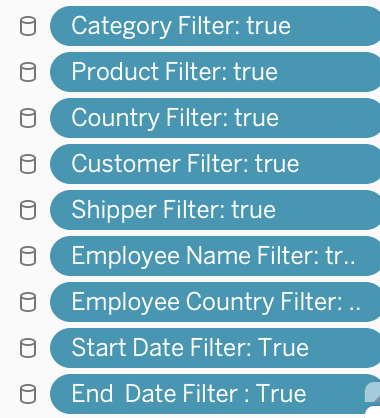 Category Filter: true
Product Filter: true
Country Filter: true
Customer Filter: true
Shipper Filter: true
Employee Name Filter: tr..
Employee Country Filter: ..
Start Date Filter: True
End  Date Filter : True